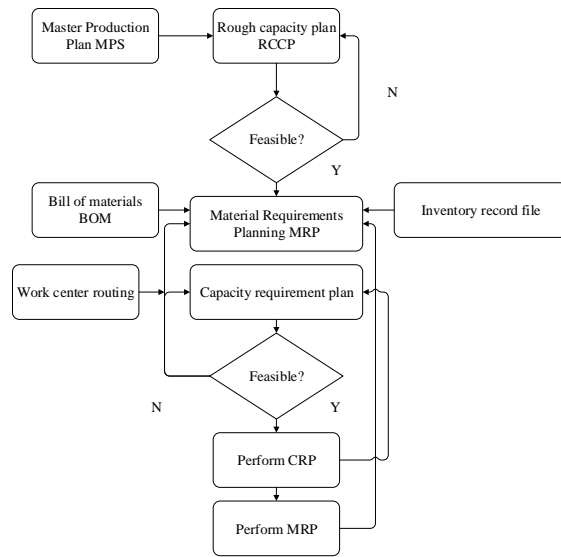 Master Production
Plan MPS
Rough capacity plan
RCCP
N
Feasible?
Y
Bill of materials
BOM
Material Requirements
Planning MRP
Inventory record file
Work center routing
Capacity requirement plan
Feasible?
N
Y
Perform CRP
Perform MRP